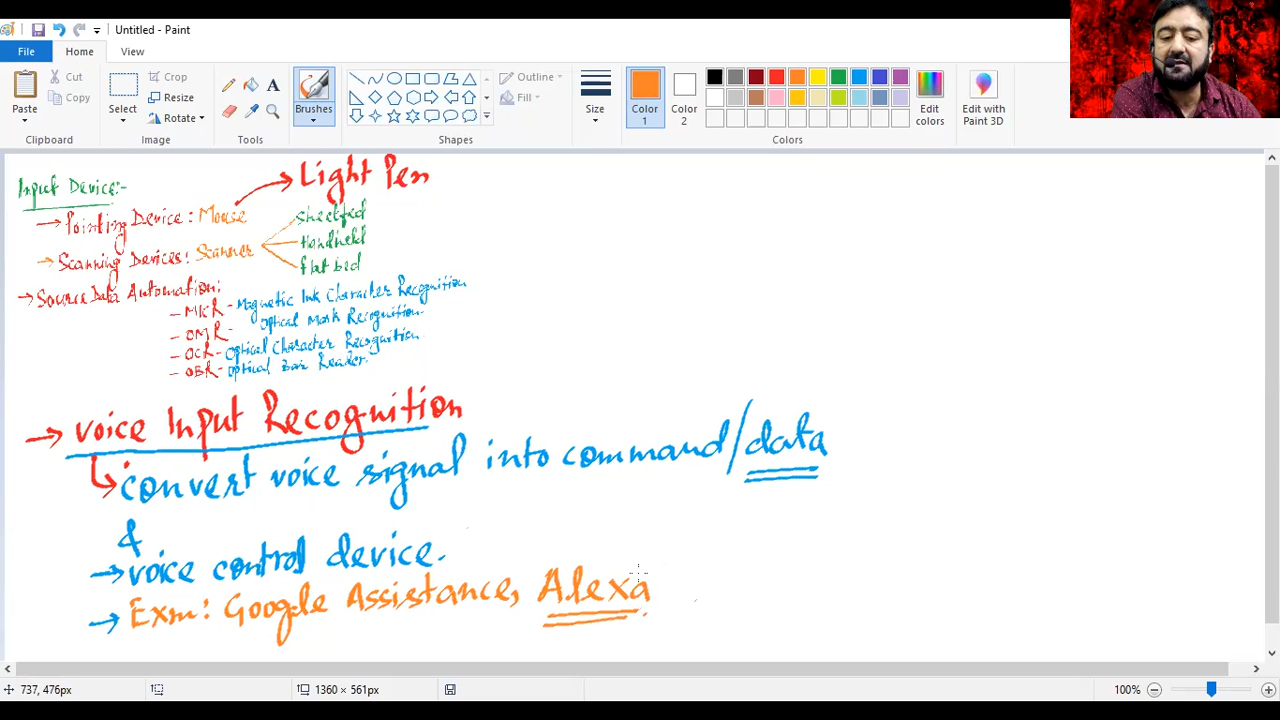 Untitled - Paint
File Home View
Paste
Cut
Copy
Clipboard
Select
Crop
Resize
Rotate
Image
A
Tools
Brushes
Outline
Fill
Shapes
Size
Color 1
Color 2
Edit colors
Colors
Edit with Paint 3D
Input Device:-
→ Pointing Device: Mouse → Light Pen
→ Scanning Devices: Scanner
Sheetfed
Handheld
flat bed
→ Source Data Automation:
- MICR - Magnetic Ink Character Recognition
- OMR - Optical Mark Recognition
- OCR - Optical Character Recognition
- OBR - Optical Bar Reader
→ voice Input Recognition
convert voice signal into command/data
&
→ voice control device.
→ Exm: Google Assistance, Alexa
737, 476px
1360 × 561px
100%